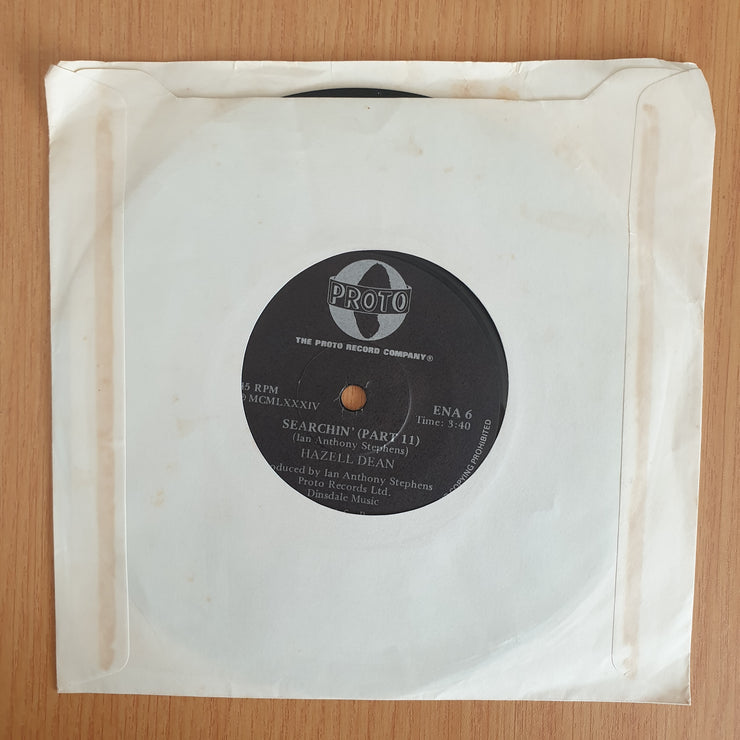 PROTO
THE PROTO RECORD COMPANY®
45 RPM
℗ MCMLXXXIV
ENA 6
Time: 3:40
SEARCHIN' (PART 11)
(Ian Anthony Stephens)
HAZELL DEAN
oduced by Ian Anthony Stephens
Proto Records Ltd.
Dinsdale Music
COPYING PROHIBITED